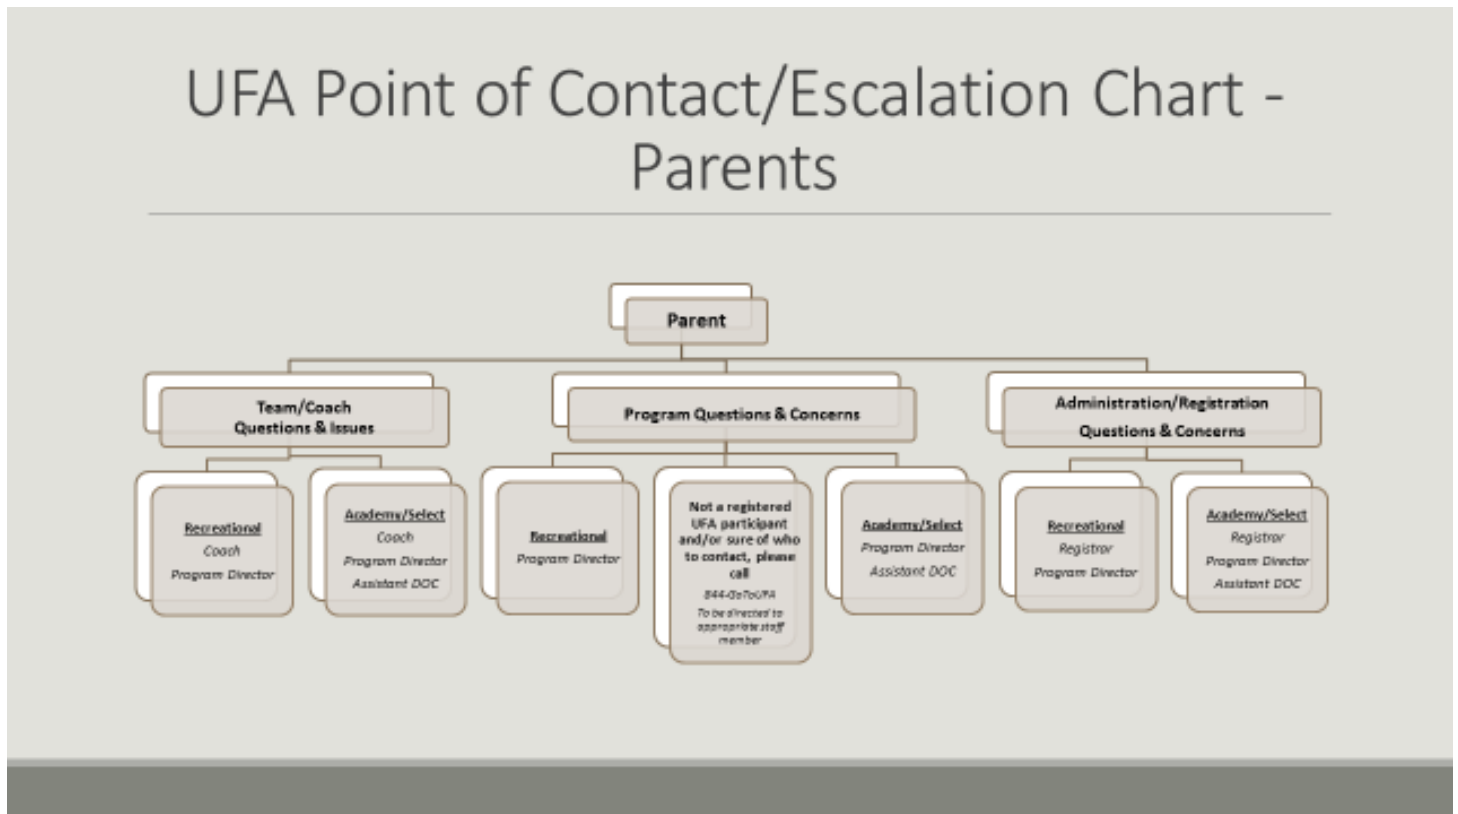 UFA Point of Contact/Escalation Chart -
Parents
Parent
Team/Coach
Questions & Issues
Program Questions & Concerns
Administration/Registration
Questions & Concerns
Recreational
Coach
Program Director
Academy/Select
Coach
Program Director
Assistant DOC
Recreational
Program Director
Not a registered
UFA participant
and/or sure of who
to contact, please
call
844-GoToUFA
To be directed to
appropriate staff
member
Academy/Select
Program Director
Assistant DOC
Recreational
Registrar
Program Director
Academy/Select
Registrar
Program Director
Assistant DOC